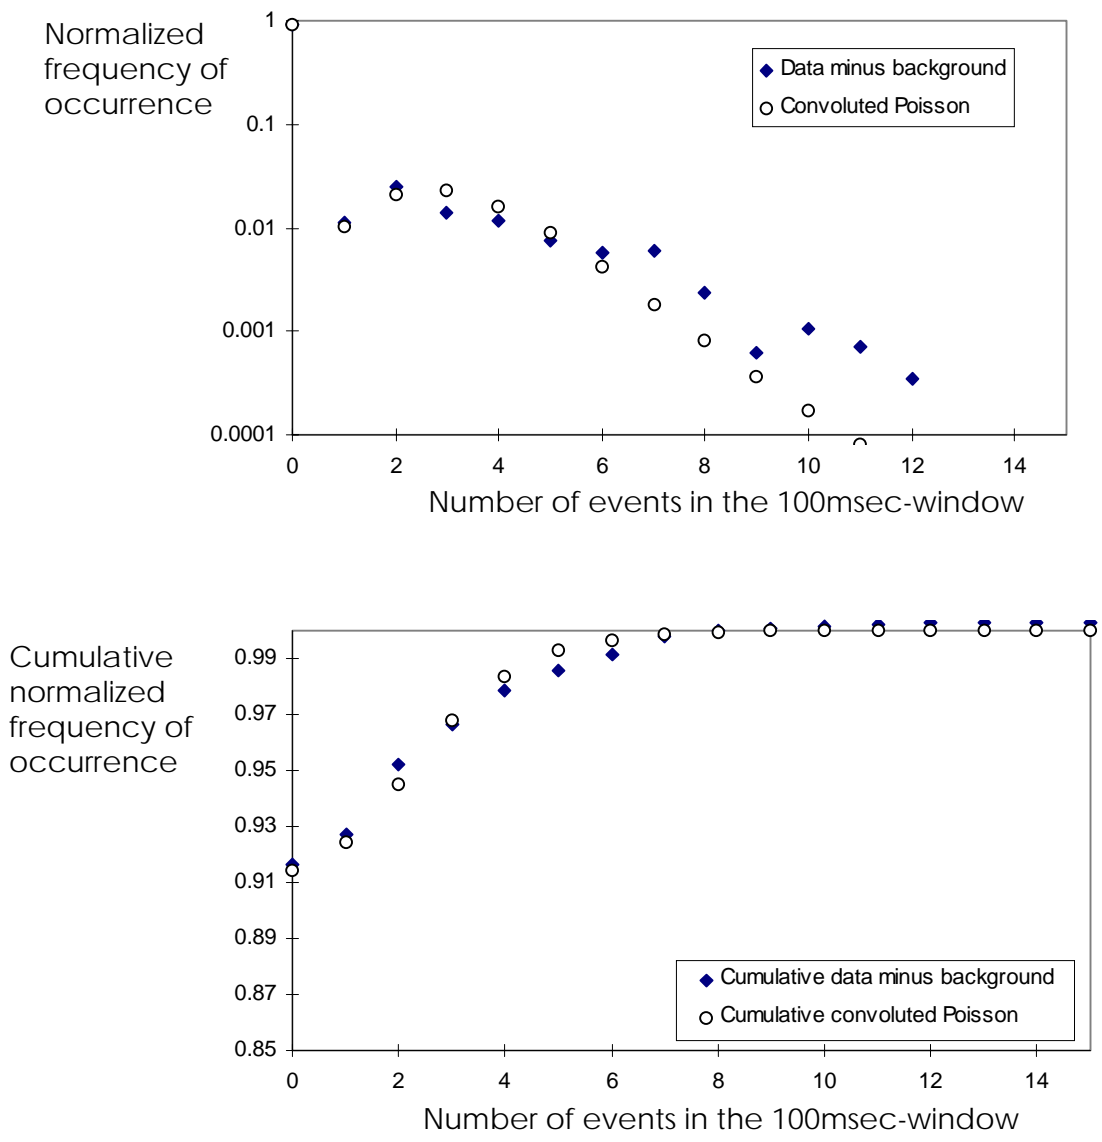 Normalized
frequency of
occurrence
1
0.1
0.01
0.001
0.0001
Data minus background
Convoluted Poisson
0 2 4 6 8 10 12 14
Number of events in the 100msec-window
Cumulative
normalized
frequency of
occurrence
0.99
0.97
0.95
0.93
0.91
0.89
0.87
0.85
Cumulative data minus background
Cumulative convoluted Poisson
0 2 4 6 8 10 12 14
Number of events in the 100msec-window